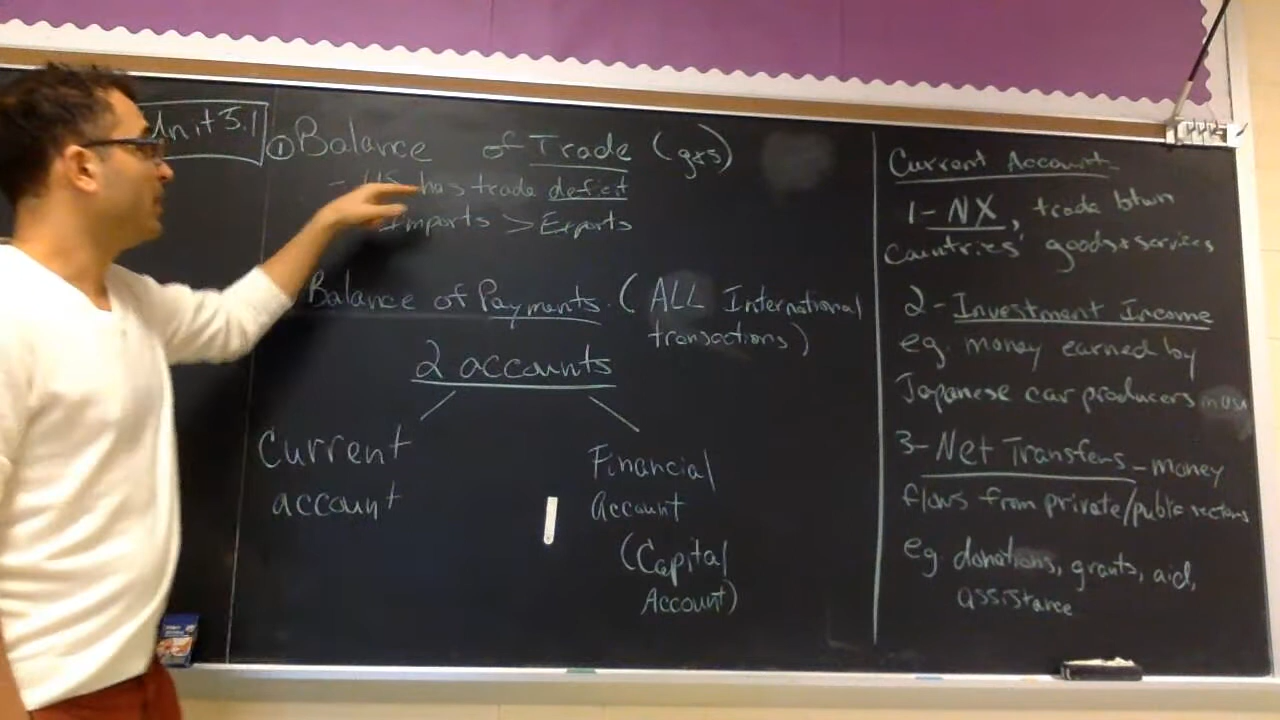 Unit 5.1
① Balance of Trade (g+s)
- US has trade deficit
Imports > Exports
Balance of Payments. (ALL International
transactions)
2 accounts
Current
account
Financial
Account
(Capital
Account)
Current Account
1- NX, trade btwn
countries' goods+services
2- Investment Income
eg. money earned by
Japanese car producers
3- Net Transfers - money
flows from private/public sectors
eg. donations, grants, aid,
assistance